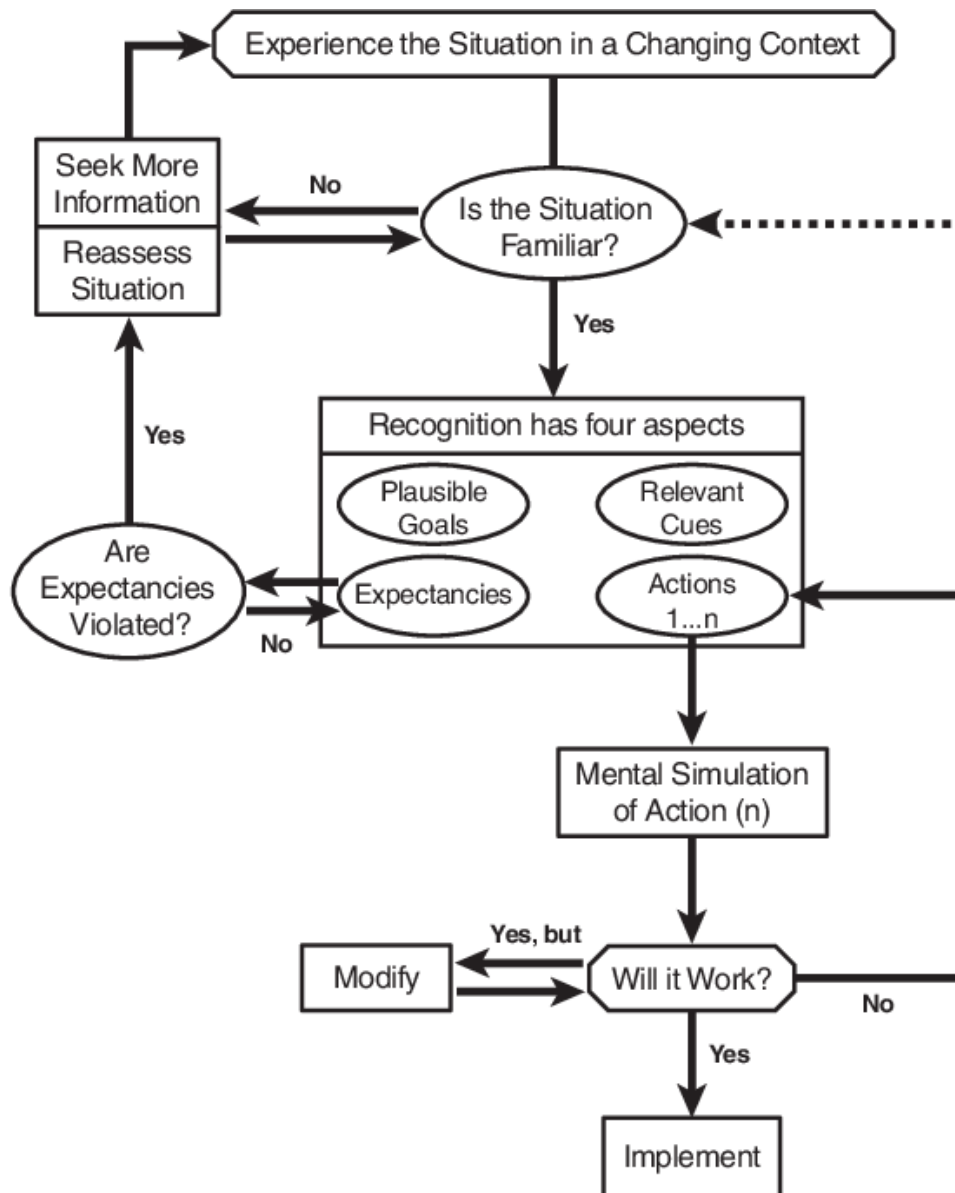 Experience the Situation in a Changing Context
Seek More
Information
No
Is the Situation
Familiar?
Reassess
Situation
Yes
Recognition has four aspects
Yes
Plausible
Goals
Relevant
Cues
Are
Expectancies
Violated?
Expectancies
Actions
1...n
No
Mental Simulation
of Action (n)
Yes, but
Modify
Will it Work?
No
Yes
Implement